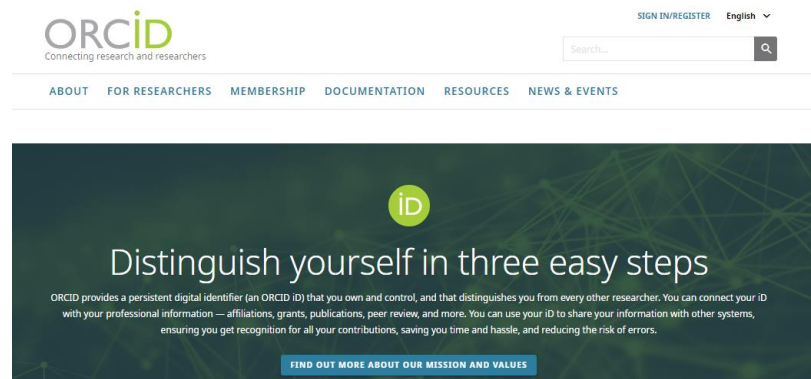 SIGN IN/REGISTER English
ORCiD
Connecting research and researchers
Search...
ABOUT FOR RESEARCHERS MEMBERSHIP DOCUMENTATION RESOURCES NEWS & EVENTS
iD
Distinguish yourself in three easy steps
ORCID provides a persistent digital identifier (an ORCID iD) that you own and control, and that distinguishes you from every other researcher. You can connect your iD
with your professional information — affiliations, grants, publications, peer review, and more. You can use your iD to share your information with other systems,
ensuring you get recognition for all your contributions, saving you time and hassle, and reducing the risk of errors.
FIND OUT MORE ABOUT OUR MISSION AND VALUES